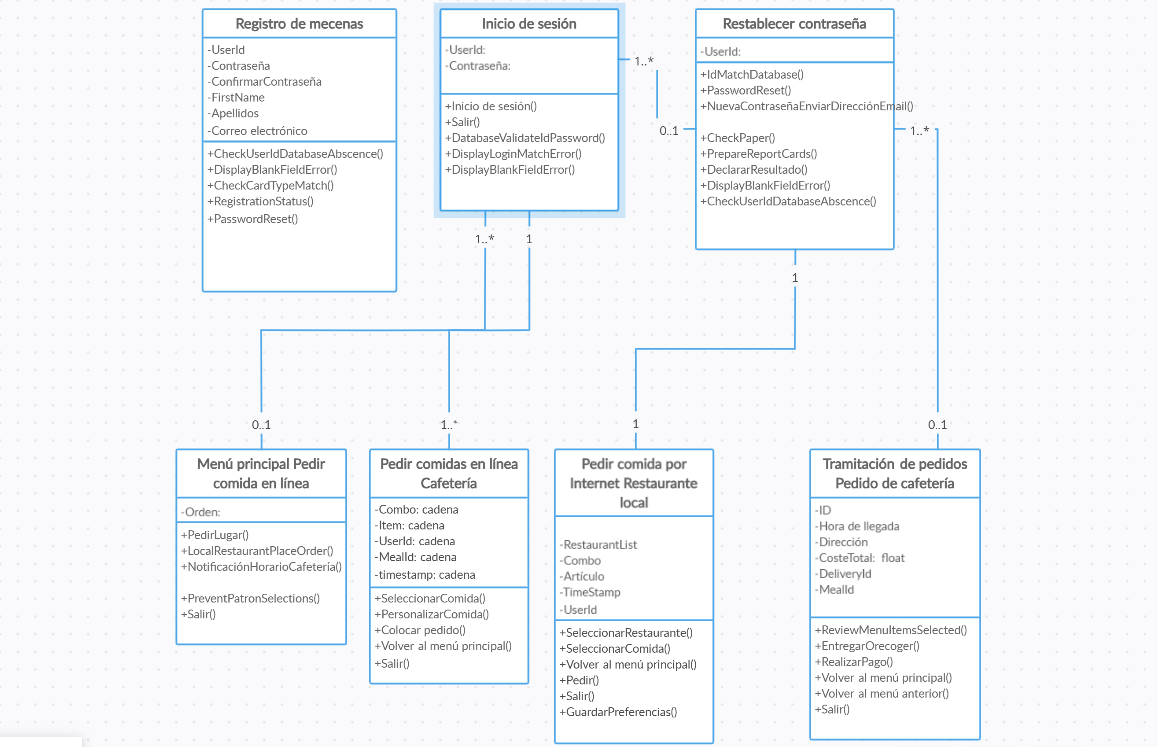 Registro de mecenas
-UserId
-Contraseña
-ConfirmarContraseña
-FirstName
-Apellidos
-Correo electrónico
+CheckUserIdDatabaseAbscence()
+DisplayBlankFieldError()
+CheckCardTypeMatch()
+RegistrationStatus()
+PasswordReset()
Inicio de sesión
-UserId:
-Contraseña:
+Inicio de sesión()
+Salir()
+DatabaseValidateIdPassword()
+DisplayLoginMatchError()
+DisplayBlankFieldError()
1..*
0..1
Restablecer contraseña
-UserId:
+IdMatchDatabase()
+PasswordReset()
+NuevaContraseñaEnviarDirecciónEmail()
+CheckPaper()
+PrepareReportCards()
+DeclararResultado()
+DisplayBlankFieldError()
+CheckUserIdDatabaseAbscence()
1..*
1..*
1
1
0..1
1..*
1
0..1
Menú principal Pedir
comida en línea
-Orden:
+PedirLugar()
+LocalRestaurantPlaceOrder()
+NotificaciónHorarioCafetería()
+PreventPatronSelections()
+Salir()
Pedir comidas en línea
Cafetería
-Combo: cadena
-Item: cadena
-UserId: cadena
-MealId: cadena
-timestamp: cadena
+SeleccionarComida()
+PersonalizarComida()
+Colocar pedido()
+Volver al menú principal()
+Salir()
Pedir comida por
Internet Restaurante
local
-RestaurantList
-Combo
-Artículo
-TimeStamp
-UserId
+SeleccionarRestaurante()
+SeleccionarComida()
+Volver al menú principal()
+Pedir()
+Salir()
+GuardarPreferencias()
Tramitación de pedidos
Pedido de cafetería
-ID
-Hora de llegada
-Dirección
-CosteTotal: float
-DeliveryId
-MealId
+ReviewMenuItemsSelected()
+EntregarOrecoger()
+RealizarPago()
+Volver al menú principal()
+Volver al menú anterior()
+Salir()